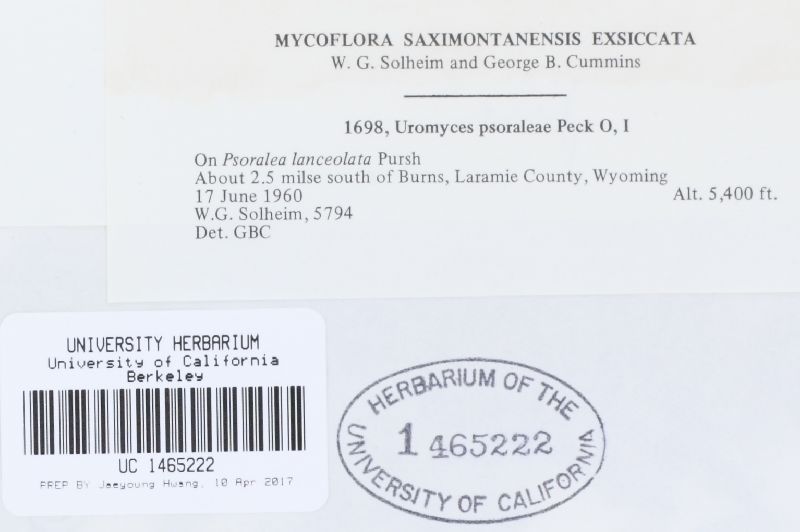 MYCOFLORA SAXIMONTANENSIS EXSICCATA
W. G. Solheim and George B. Cummins
1698, Uromyces psoraleae Peck O, I
On Psoralea lanceolata Pursh
About 2.5 milse south of Burns, Laramie County, Wyoming
17 June 1960 Alt. 5,400 ft.
W.G. Solheim, 5794
Det. GBC
UNIVERSITY HERBARIUM
University of California
Berkeley
UC 1465222
PREP BY Jaeyoung Hwang, 10 Apr 2017
HERBARIUM OF THE
1465222
UNIVERSITY OF CALIFORNIA